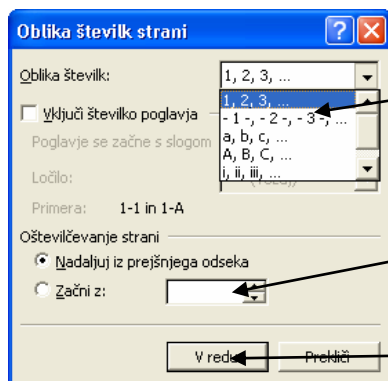 Oblika številk strani
Oblika številk: 1, 2, 3, ...
1, 2, 3, ...
- 1 -, - 2 -, - 3 -, ...
a, b, c, ...
A, B, C, ...
i, ii, iii, ...
Vključi številko poglavja
Poglavje se začne s slogom
Ločilo:
Primera: 1-1 in 1-A
Oštevilčevanje strani
Nadaljuj iz prejšnjega odseka
Začni z:
V redu Prekliči